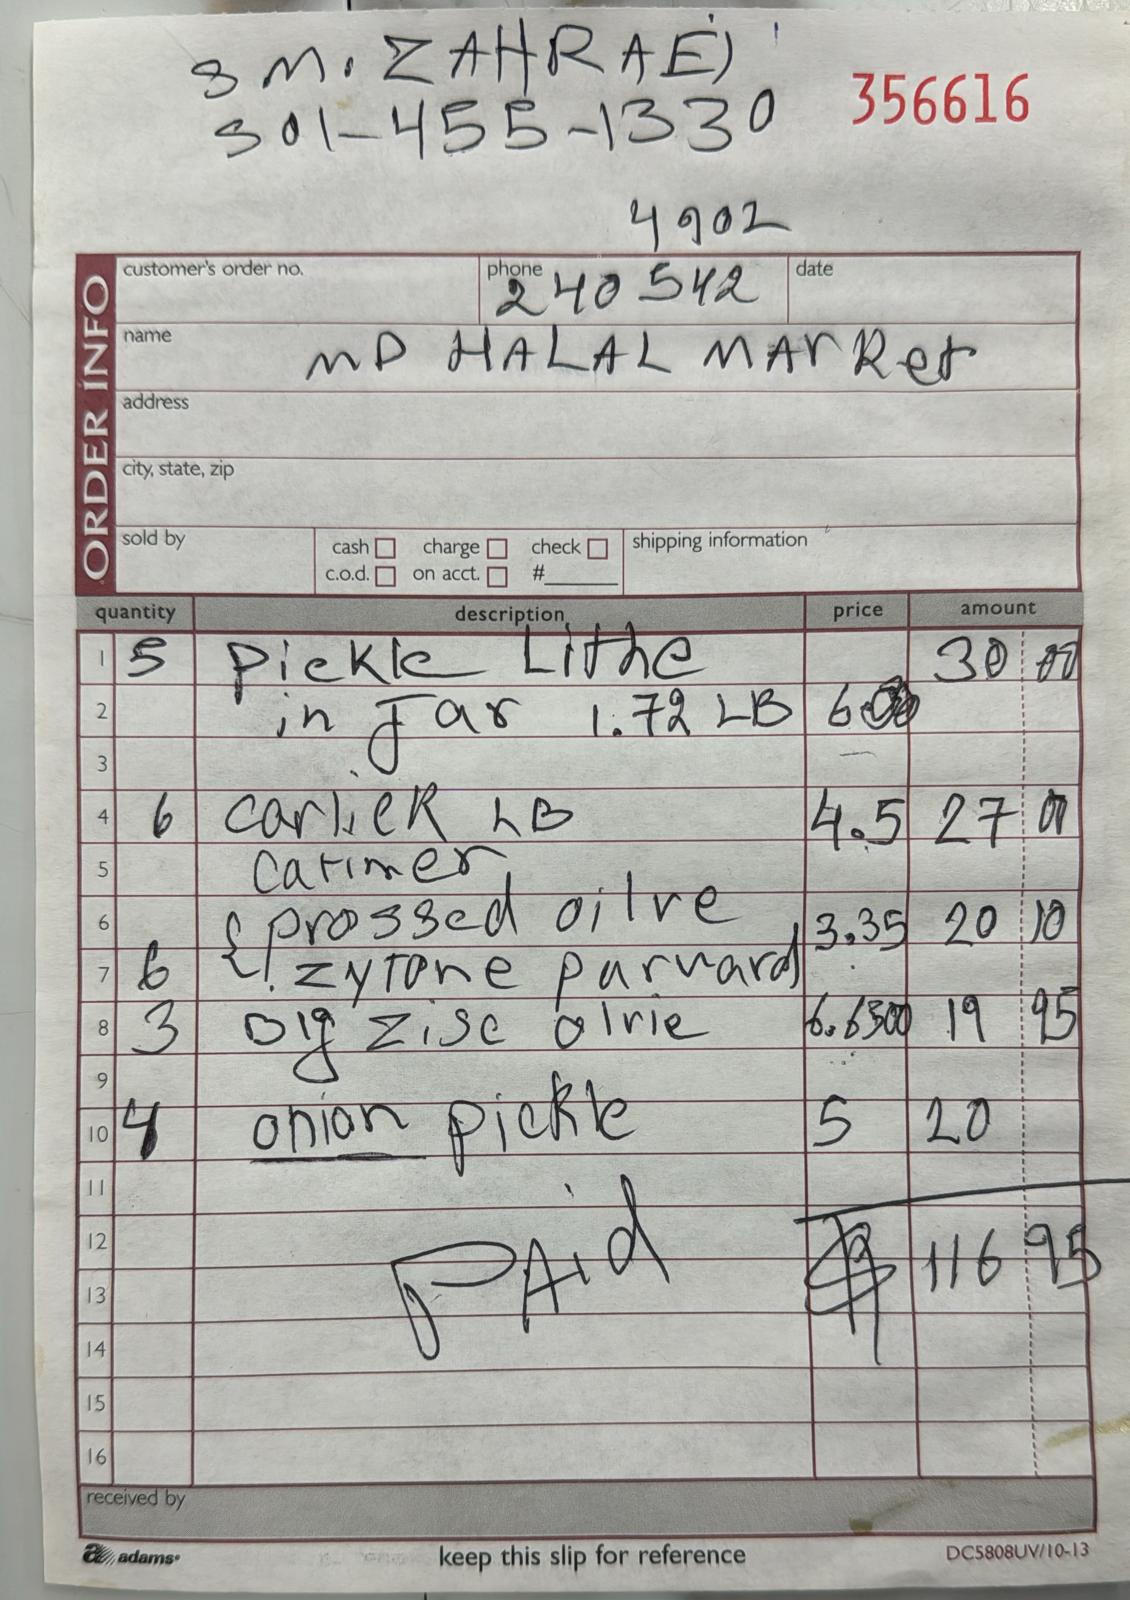 S M. ZAHRAEI
301-455-1330
356616
4902
ORDER INFO
customer's order no.
phone 240 542
date
name MD HALAL MArKet
address
city, state, zip
sold by
cash charge check
c.o.d. on acct. #
shipping information
quantity description price amount
1 5 Pickle Lithe 30 00
2 in Jar 1.72 LB 6.00
3
4 6 carlieK LB 4.5 27 00
5 carimer
6 prossed oilve 3.35 20 10
7 6 zytone parvard
8 3 Big Zise olvie 6.6500 19 95
9
10 4 onion pickle 5 20
11
12 PAid $ 116 95
13
14
15
16
received by
adams
keep this slip for reference
DC5808UV/10-13